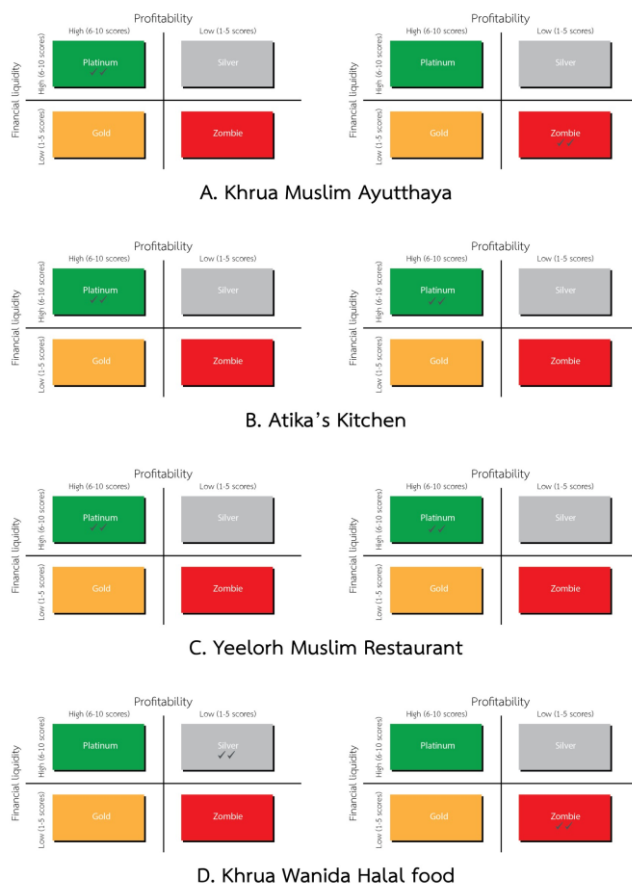 Profitability Profitability
High (6-10 scores) Low (1-5 scores) High (6-10 scores) Low (1-5 scores)
Financial liquidity High (6-10 scores) Platinum Silver Financial liquidity High (6-10 scores) Platinum Silver
Low (1-5 scores) Gold Zombie Low (1-5 scores) Gold Zombie
A. Khrua Muslim Ayutthaya
Profitability Profitability
High (6-10 scores) Low (1-5 scores) High (6-10 scores) Low (1-5 scores)
Financial liquidity High (6-10 scores) Platinum Silver Financial liquidity High (6-10 scores) Platinum Silver
Low (1-5 scores) Gold Zombie Low (1-5 scores) Gold Zombie
B. Atika's Kitchen
Profitability Profitability
High (6-10 scores) Low (1-5 scores) High (6-10 scores) Low (1-5 scores)
Financial liquidity High (6-10 scores) Platinum Silver Financial liquidity High (6-10 scores) Platinum Silver
Low (1-5 scores) Gold Zombie Low (1-5 scores) Gold Zombie
C. Yeelorh Muslim Restaurant
Profitability Profitability
High (6-10 scores) Low (1-5 scores) High (6-10 scores) Low (1-5 scores)
Financial liquidity High (6-10 scores) Platinum Silver Financial liquidity High (6-10 scores) Platinum Silver
Low (1-5 scores) Gold Zombie Low (1-5 scores) Gold Zombie
D. Khrua Wanida Halal food